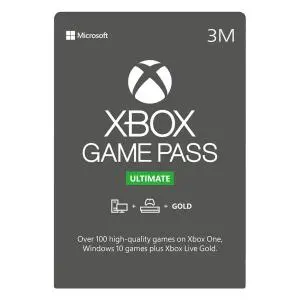 Microsoft 3M
XBOX
GAME PASS
ULTIMATE
+ + GOLD
Over 100 high-quality games on Xbox One,
Windows 10 games plus Xbox Live Gold.